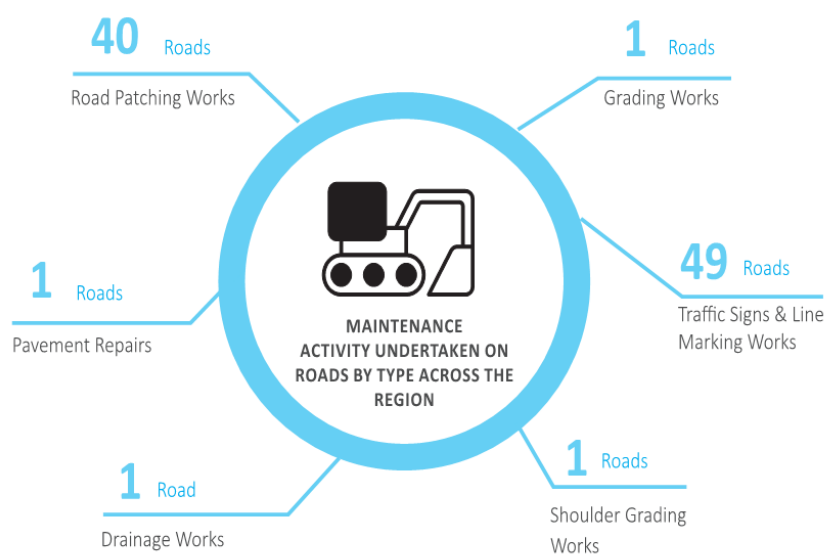 40 Roads
Road Patching Works
1 Roads
Grading Works
1 Roads
Pavement Repairs
49 Roads
Traffic Signs & Line
Marking Works
MAINTENANCE
ACTIVITY UNDERTAKEN ON
ROADS BY TYPE ACROSS THE
REGION
1 Road
Drainage Works
1 Roads
Shoulder Grading
Works